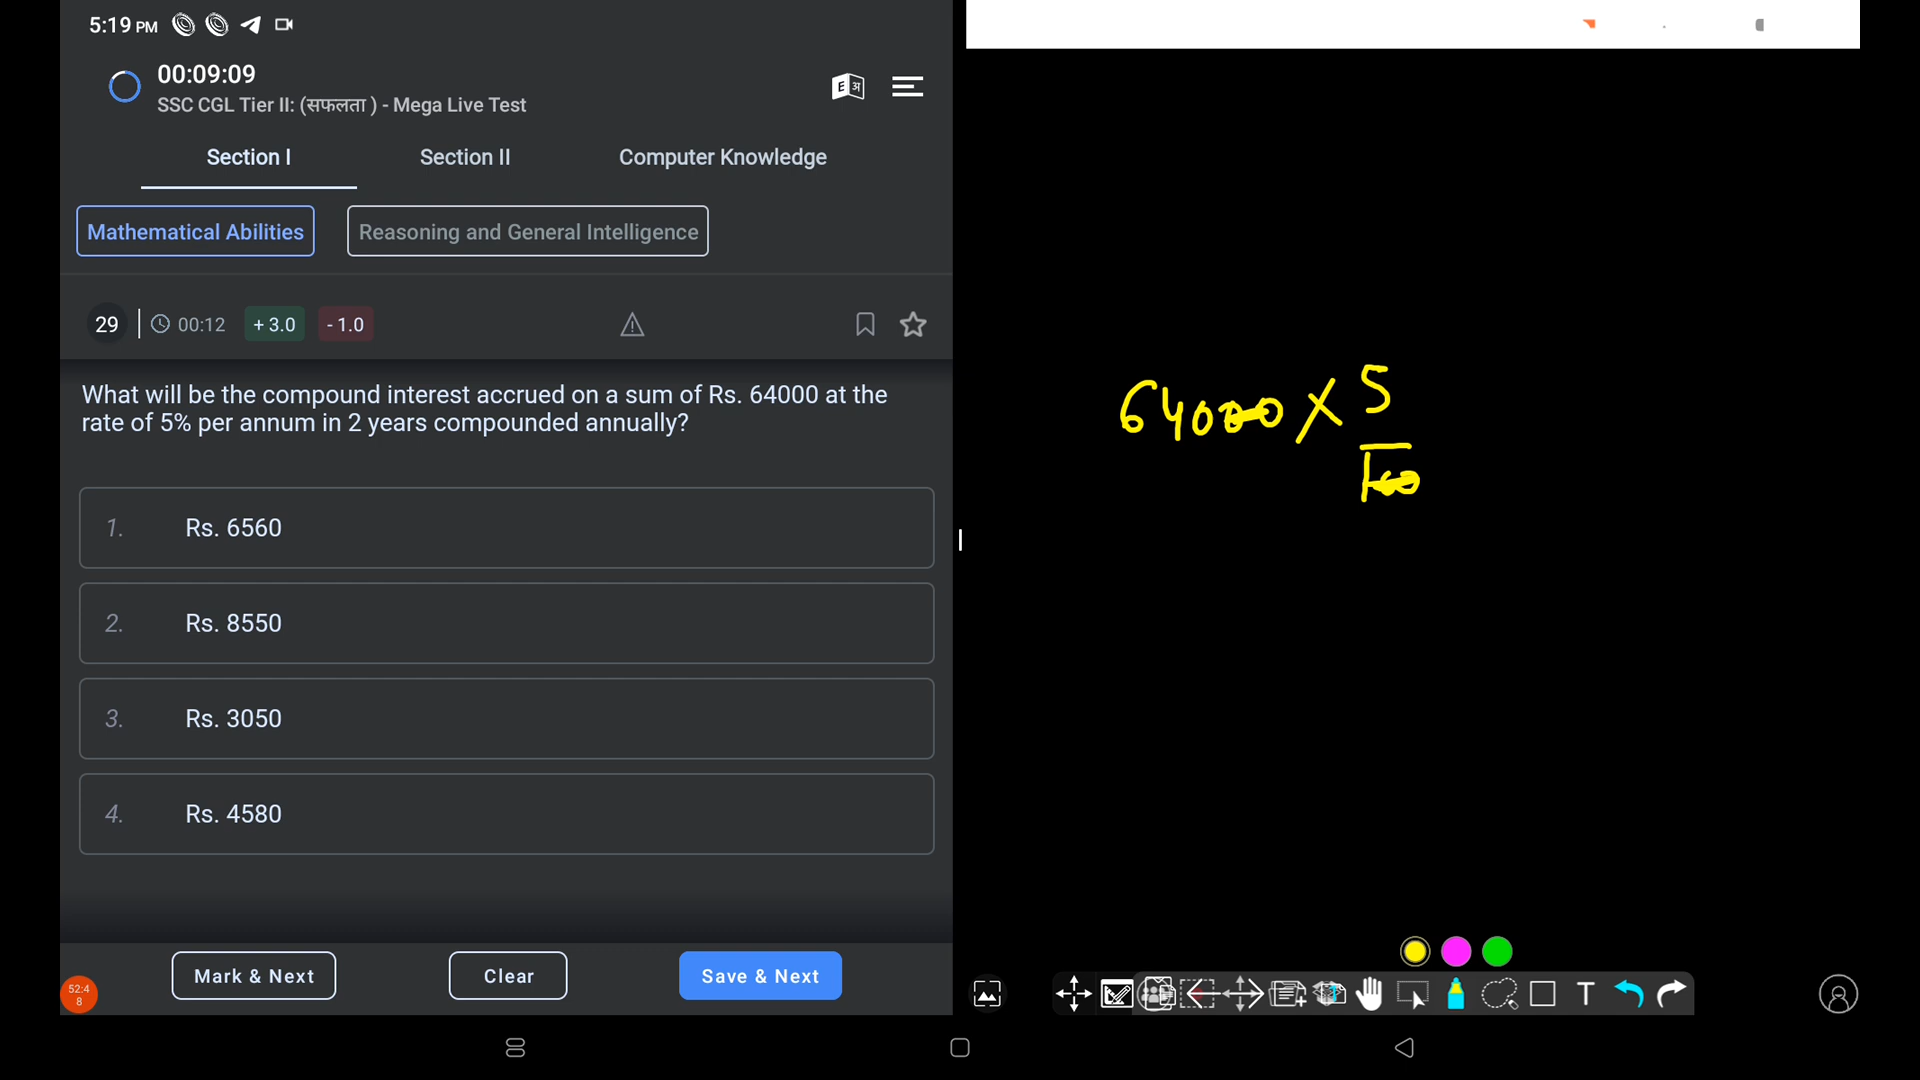 5:19 PM
00:09:09
SSC CGL Tier II: (सफलता ) - Mega Live Test
E अ
Section I Section II Computer Knowledge
Mathematical Abilities Reasoning and General Intelligence
29 00:12 + 3.0 - 1.0
What will be the compound interest accrued on a sum of Rs. 64000 at the
rate of 5% per annum in 2 years compounded annually?
1. Rs. 6560
2. Rs. 8550
3. Rs. 3050
4. Rs. 4580
Mark & Next Clear Save & Next
52:4
8
64000 × 5
100
T